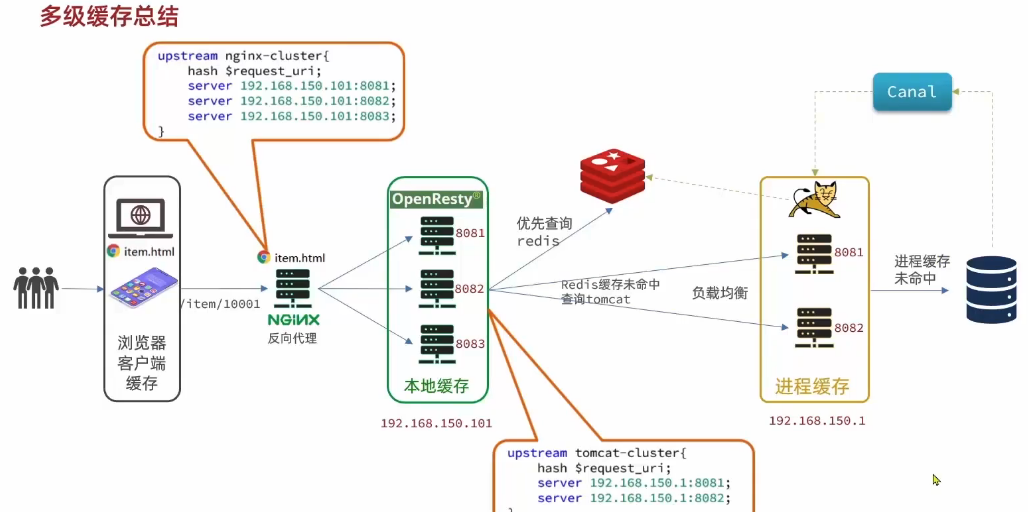 多级缓存总结
upstream nginx-cluster{
hash $request_uri;
server 192.168.150.101:8081;
server 192.168.150.101:8082;
server 192.168.150.101:8083;
}
Canal
item.html
浏览器
客户端
缓存
/item/10001
item.html
NGiNX
反向代理
OpenResty®
8081
8082
8083
本地缓存
192.168.150.101
优先查询
redis
Redis缓存未命中
查询tomcat
负载均衡
8081
8082
进程缓存
192.168.150.1
进程缓存
未命中
upstream tomcat-cluster{
hash $request_uri;
server 192.168.150.1:8081;
server 192.168.150.1:8082;
}